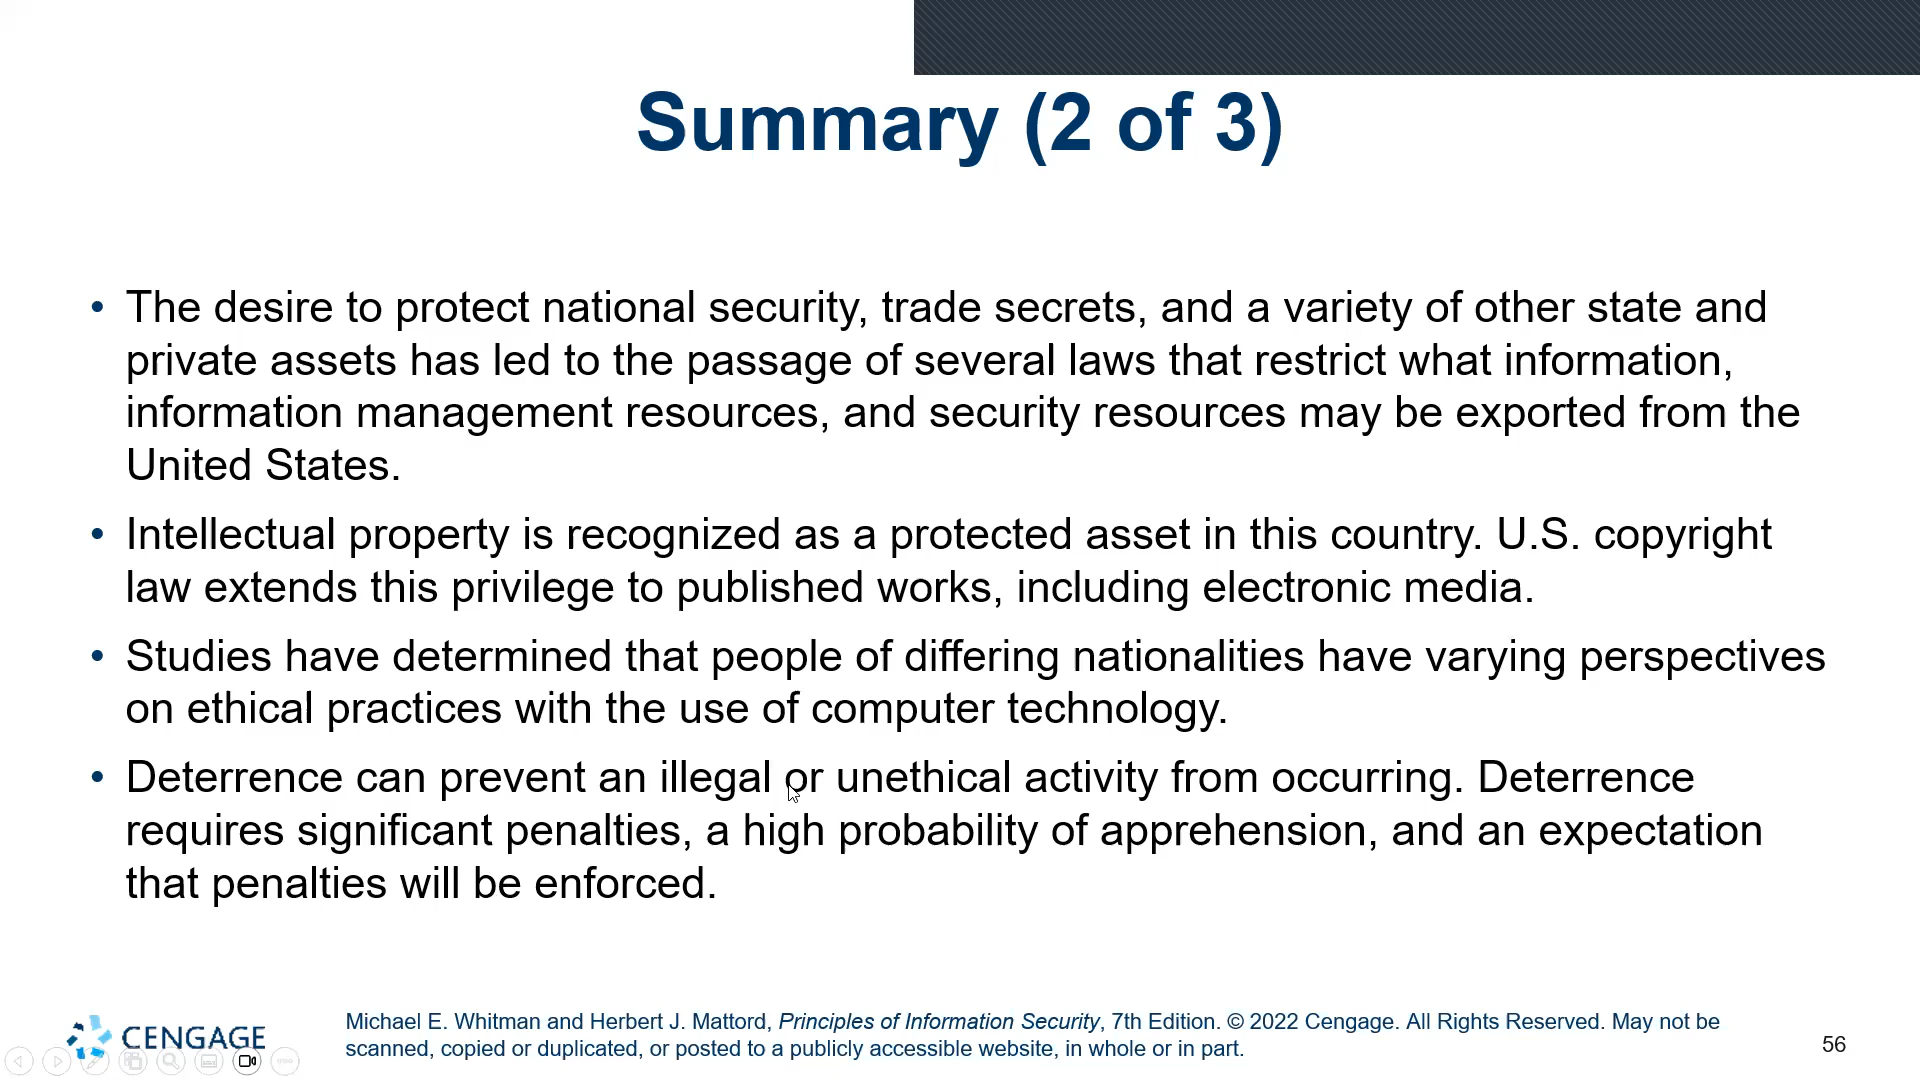 Summary (2 of 3)
• The desire to protect national security, trade secrets, and a variety of other state and
private assets has led to the passage of several laws that restrict what information,
information management resources, and security resources may be exported from the
United States.
• Intellectual property is recognized as a protected asset in this country. U.S. copyright
law extends this privilege to published works, including electronic media.
• Studies have determined that people of differing nationalities have varying perspectives
on ethical practices with the use of computer technology.
• Deterrence can prevent an illegal or unethical activity from occurring. Deterrence
requires significant penalties, a high probability of apprehension, and an expectation
that penalties will be enforced.
CENGAGE
Michael E. Whitman and Herbert J. Mattord, Principles of Information Security, 7th Edition. © 2022 Cengage. All Rights Reserved. May not be
scanned, copied or duplicated, or posted to a publicly accessible website, in whole or in part.
56